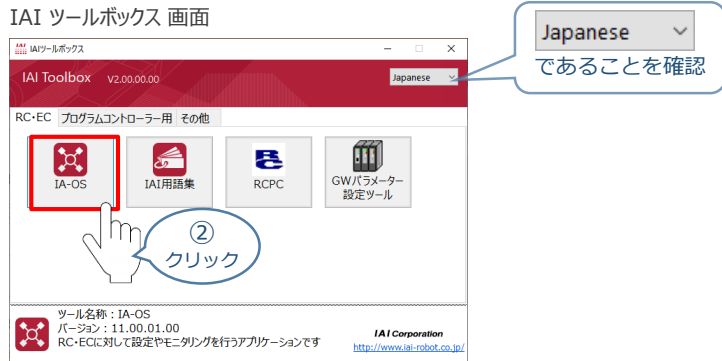 IAI ツールボックス 画面
Japanese
であることを確認
IAIツールボックス
IAI Toolbox V2.00.00.00
Japanese
RC・EC プログラムコントローラー用 その他
IA-OS
IAI用語集
RCPC
GWパラメーター
設定ツール
②
クリック
ツール名称：IA-OS
バージョン：11.00.01.00
RC・ECに対して設定やモニタリングを行うアプリケーションです
IAI Corporation
http://www.iai-robot.co.jp/